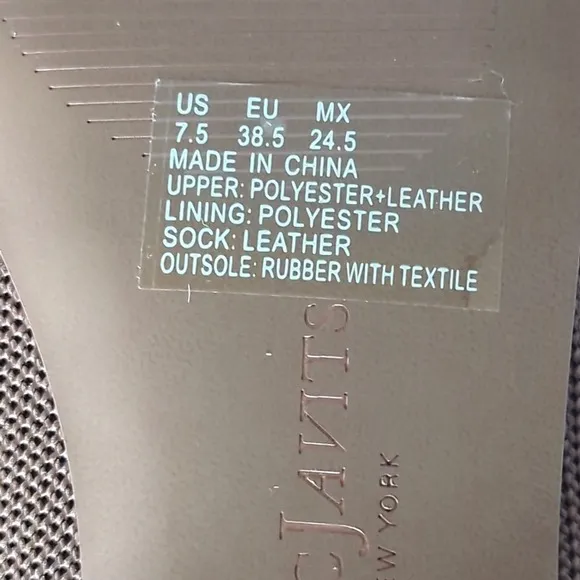 US EU MX
7.5 38.5 24.5
MADE IN CHINA
UPPER: POLYESTER+LEATHER
LINING: POLYESTER
SOCK: LEATHER
OUTSOLE: RUBBER WITH TEXTILE
C JAVITS
EW YORK